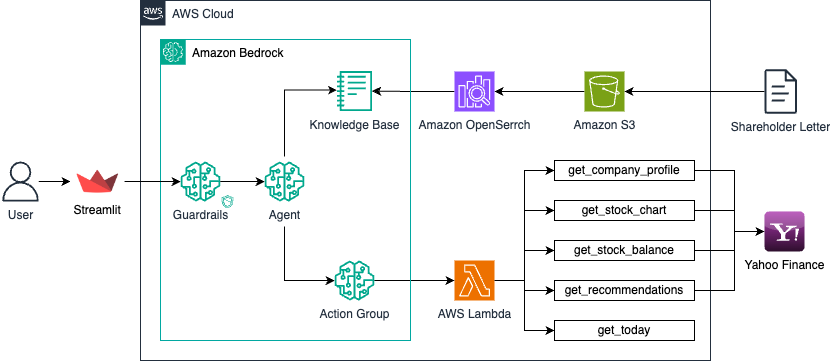 aws
AWS Cloud
Amazon Bedrock
Knowledge Base
Amazon OpenSerrch
Amazon S3
Shareholder Letter
User
Streamlit
Guardrails
Agent
get_company_profile
get_stock_chart
get_stock_balance
get_recommendations
get_today
Y!
Yahoo Finance
Action Group
AWS Lambda